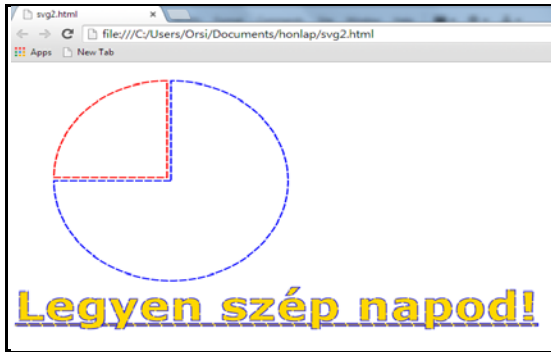 svg2.html
file:///C:/Users/Orsi/Documents/honlap/svg2.html
Apps New Tab
Legyen szép napod!